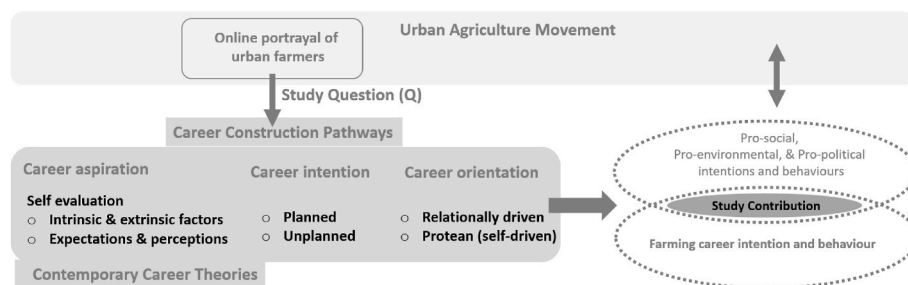 Online portrayal of
urban farmers
Urban Agriculture Movement
Study Question (Q)
Career Construction Pathways
Career aspiration
Self evaluation
o Intrinsic & extrinsic factors
o Expectations & perceptions
Career intention
o Planned
o Unplanned
Career orientation
o Relationally driven
o Protean (self-driven)
Contemporary Career Theories
Pro-social,
Pro-environmental, & Pro-political
intentions and behaviours
Study Contribution
Farming career intention and behaviour